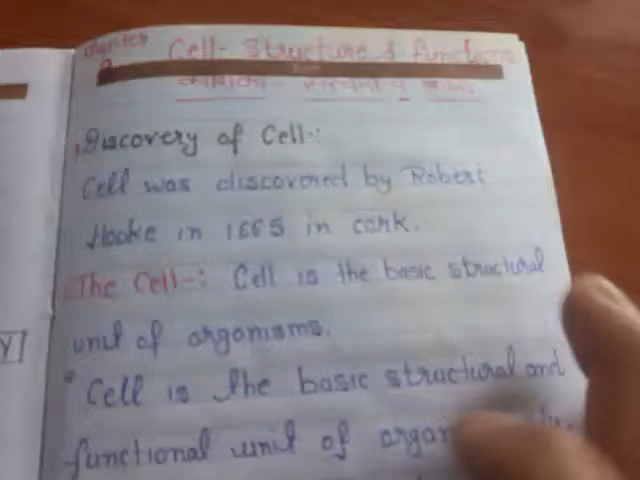 Cell- Structure & functions
Discovery of Cell-:
Cell was discovered by Robert
Hooke in 1665 in cork.
The Cell-: Cell is the basic structural
unit of organisms.
Cell is the basic structural and
functional unit of
Y